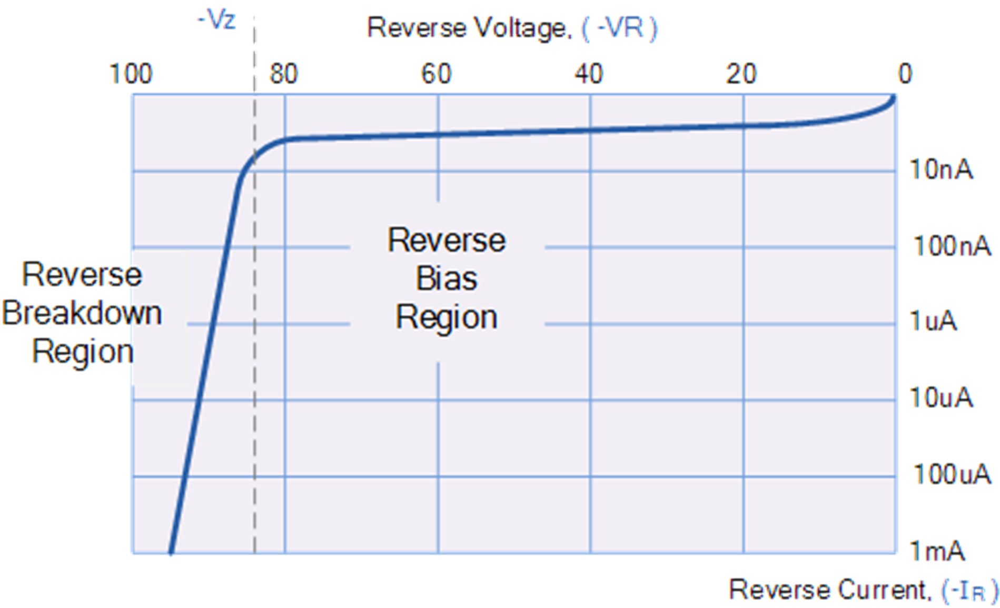 -Vz
Reverse Voltage, ( -VR )
100 80 60 40 20 0
10nA
Reverse
Bias
Region
100nA
Reverse
Breakdown
Region
1uA
10uA
100uA
1mA
Reverse Current, (-IR)